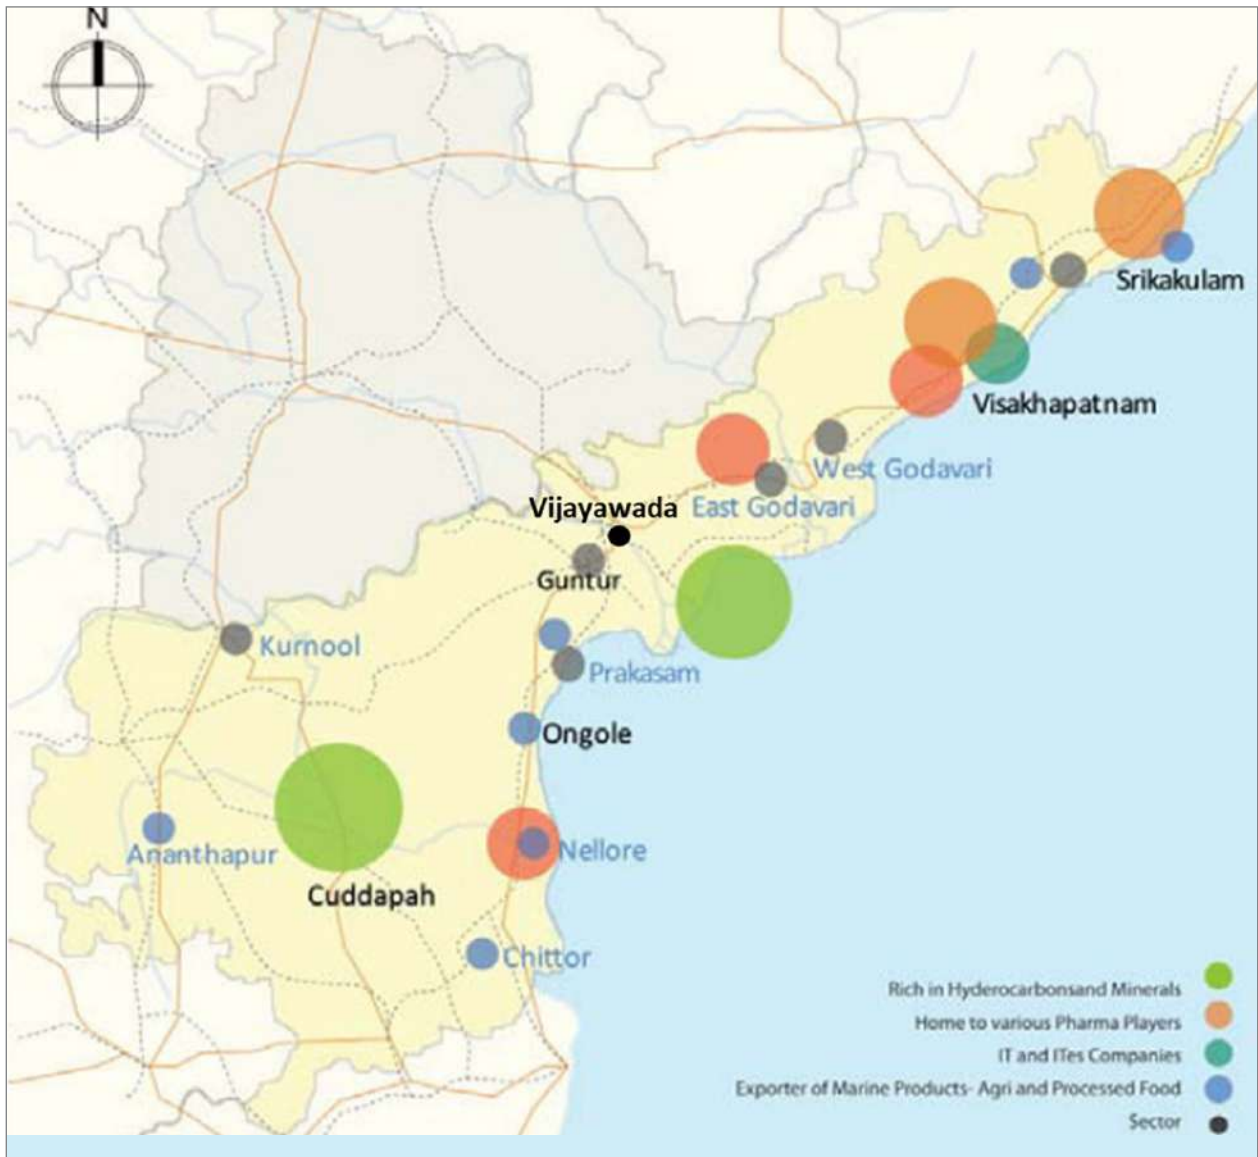 N
Srikakulam
Visakhapatnam
West Godavari
East Godavari
Vijayawada
Guntur
Kurnool
Prakasam
Ongole
Ananthapur
Nellore
Cuddapah
Chittor
Rich in Hyderocarbonsand Minerals
Home to various Pharma Players
IT and ITes Companies
Exporter of Marine Products- Agri and Processed Food
Sector